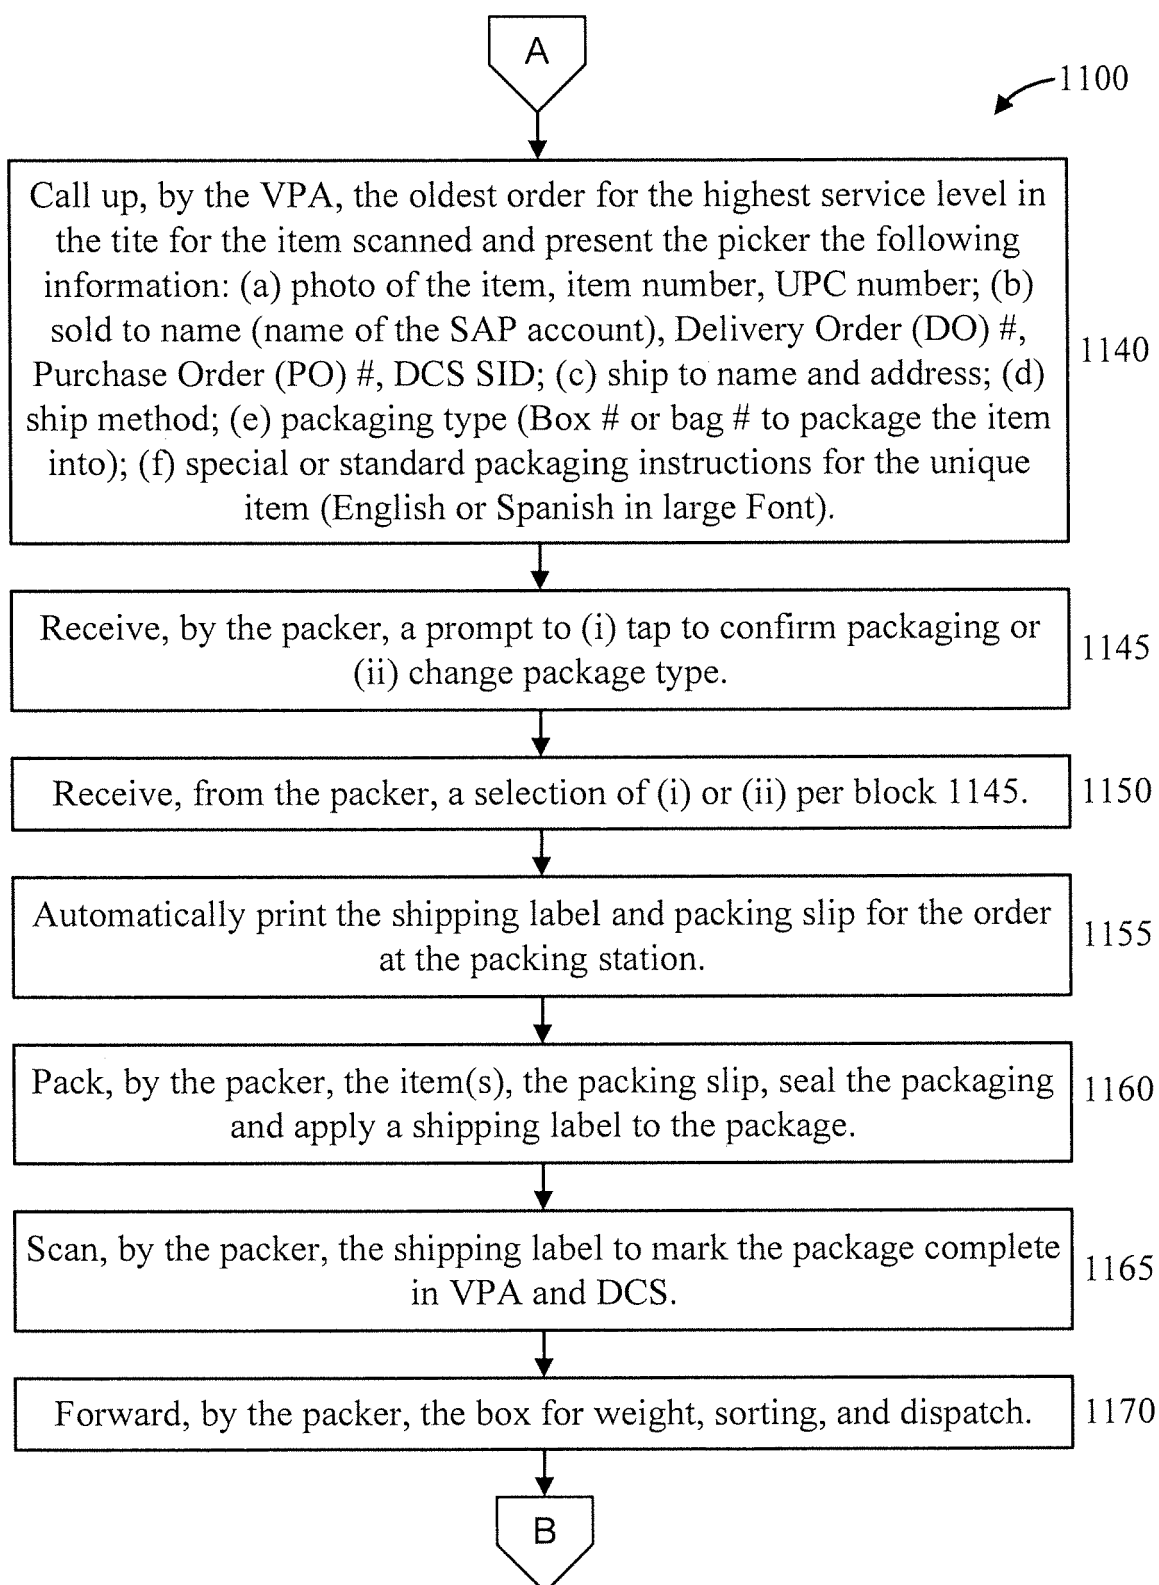 A
1100
Call up, by the VPA, the oldest order for the highest service level in
the tite for the item scanned and present the picker the following
information: (a) photo of the item, item number, UPC number; (b)
sold to name (name of the SAP account), Delivery Order (DO) #,
Purchase Order (PO) #, DCS SID; (c) ship to name and address; (d)
ship method; (e) packaging type (Box # or bag # to package the item
into); (f) special or standard packaging instructions for the unique
item (English or Spanish in large Font).
1140
Receive, by the packer, a prompt to (i) tap to confirm packaging or
(ii) change package type.
1145
Receive, from the packer, a selection of (i) or (ii) per block 1145.
1150
Automatically print the shipping label and packing slip for the order
at the packing station.
1155
Pack, by the packer, the item(s), the packing slip, seal the packaging
and apply a shipping label to the package.
1160
Scan, by the packer, the shipping label to mark the package complete
in VPA and DCS.
1165
Forward, by the packer, the box for weight, sorting, and dispatch.
1170
B